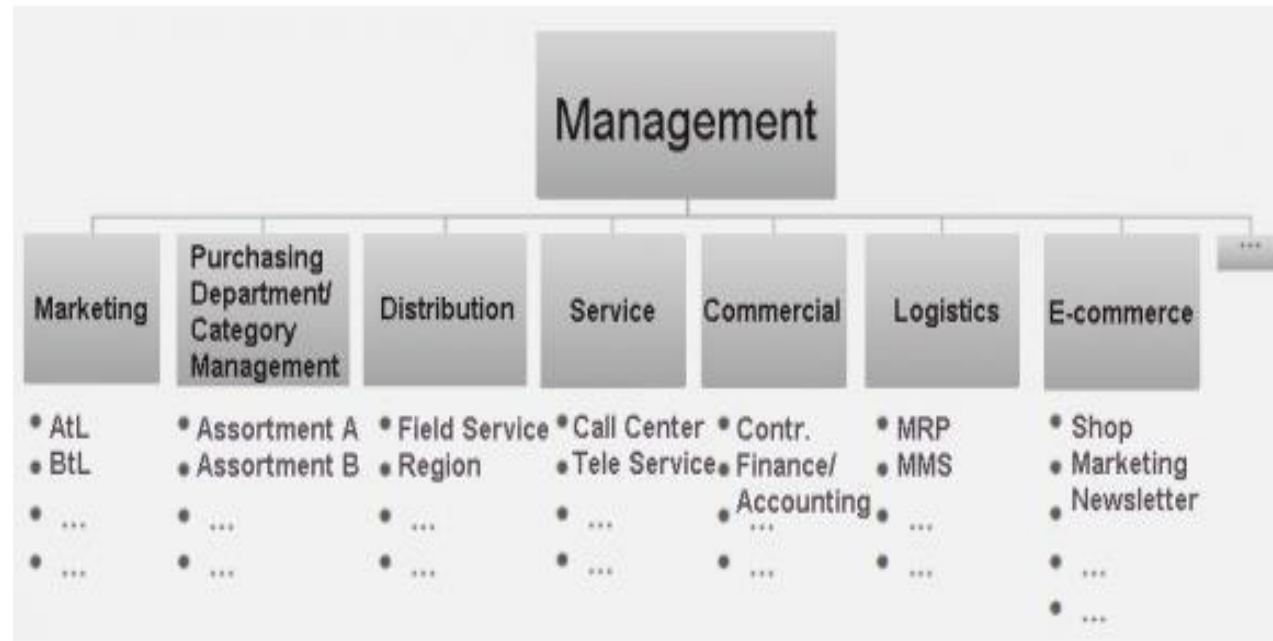 Management
Marketing
Purchasing
Department/
Category
Management
Distribution
Service
Commercial
Logistics
E-commerce
...
• AtL
• BtL
• ...
• ...
• Assortment A
• Assortment B
• ...
• ...
• Field Service
• Region
• ...
• ...
• Call Center
• Tele Service
• ...
• ...
• Contr.
• Finance/
Accounting
• ...
• ...
• MRP
• MMS
• ...
• ...
• Shop
• Marketing
• Newsletter
• ...
• ...